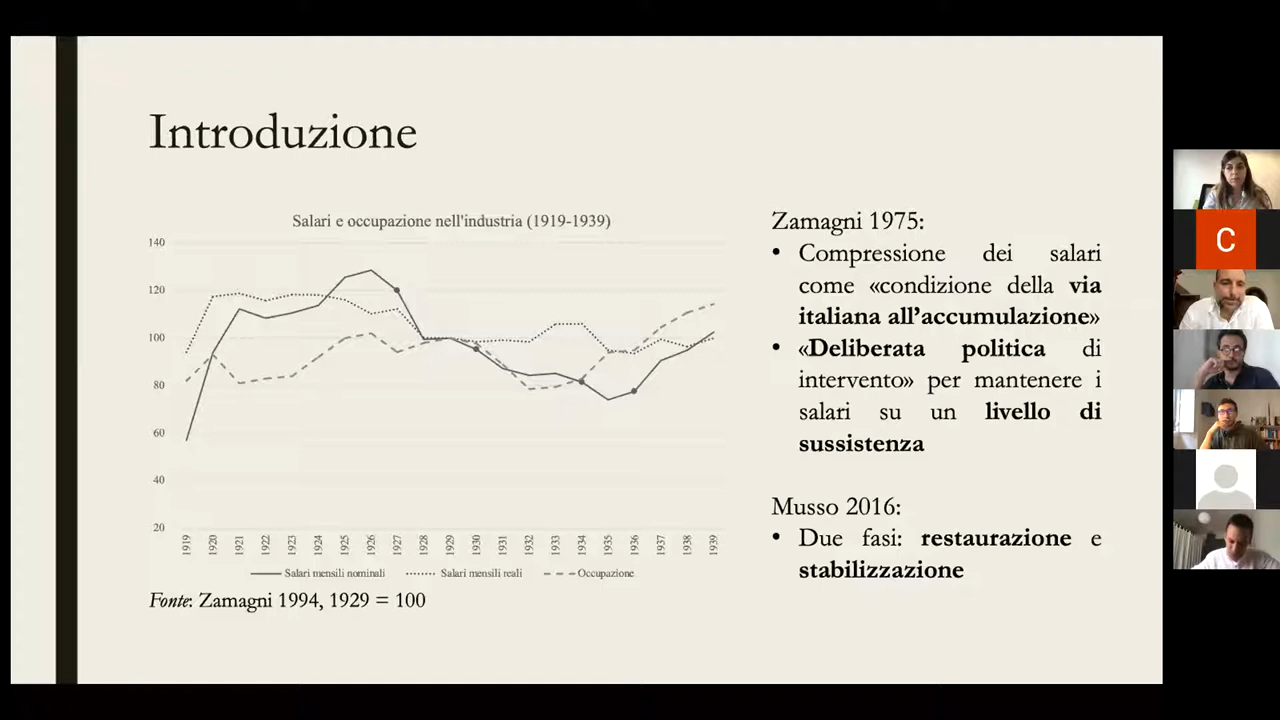 Introduzione
Salari e occupazione nell'industria (1919-1939)
140
120
100
80
60
40
20
1919 1920 1921 1922 1923 1924 1925 1926 1927 1928 1929 1930 1931 1932 1933 1934 1935 1936 1937 1938 1939
Salari mensili nominali Salari mensili reali Occupazione
Fonte: Zamagni 1994, 1929 = 100
Zamagni 1975:
• Compressione dei salari
come «condizione della via
italiana all’accumulazione»
• «Deliberata politica di
intervento» per mantenere i
salari su un livello di
sussistenza
Musso 2016:
• Due fasi: restaurazione e
stabilizzazione
C